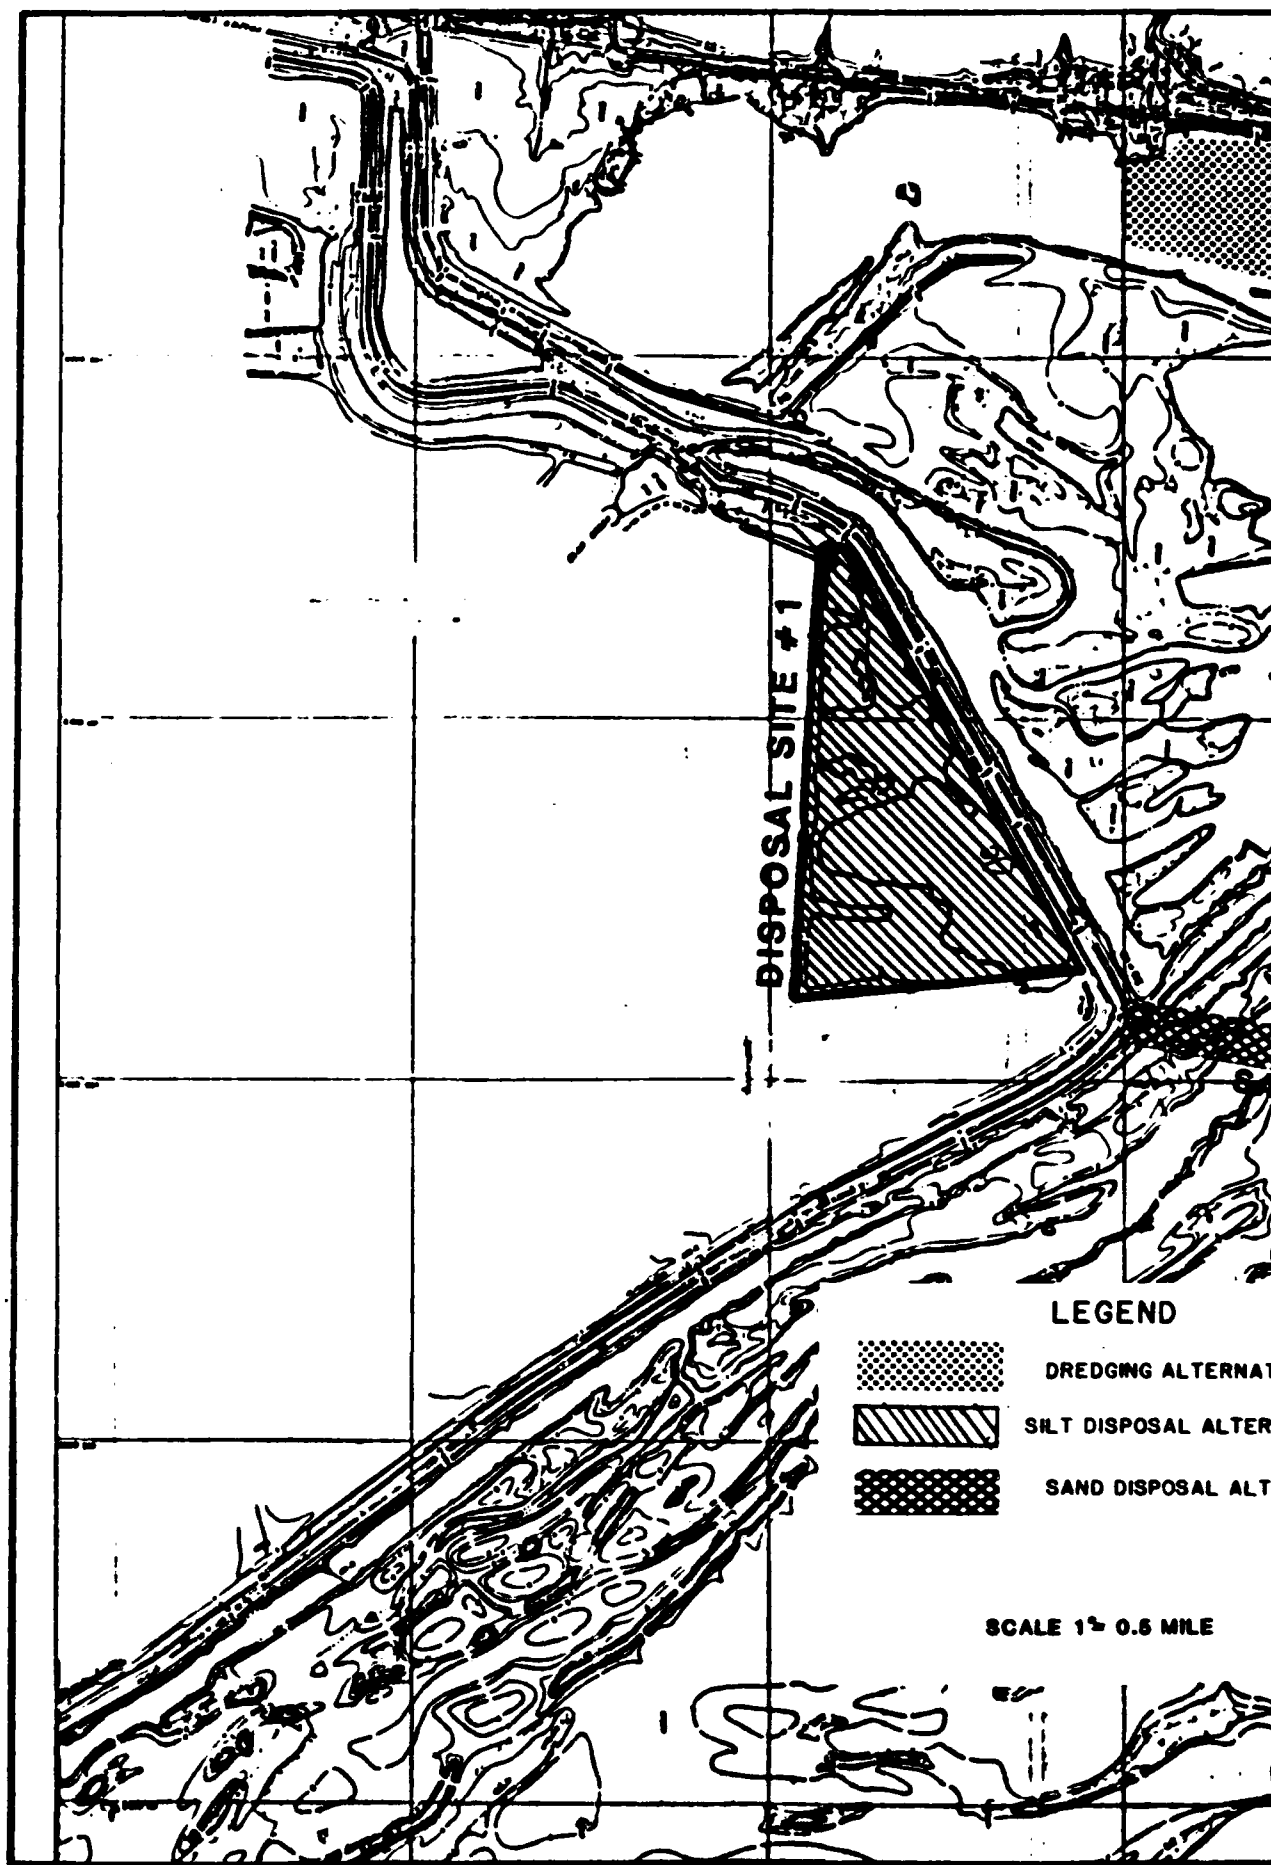 DISPOSAL SITE #1
LEGEND
DREDGING ALTERNAT
SILT DISPOSAL ALTER
SAND DISPOSAL ALT
SCALE 1"= 0.5 MILE